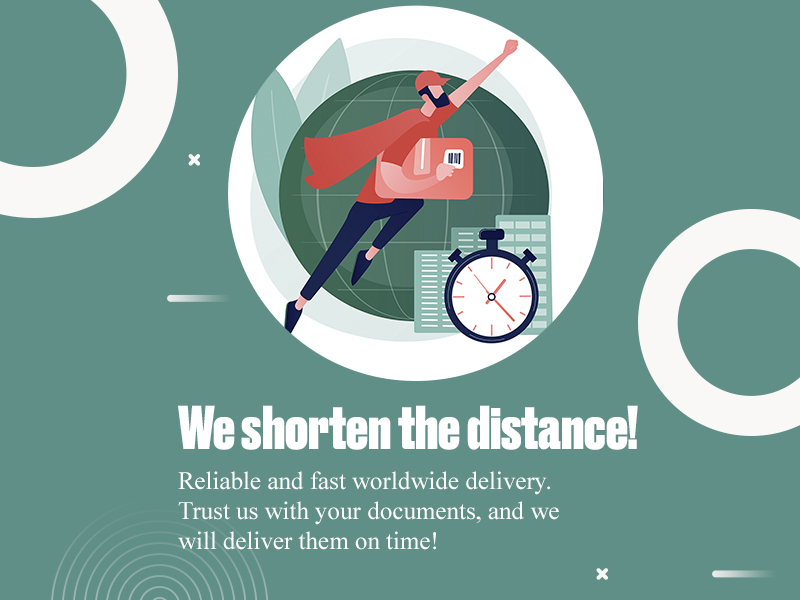 We shorten the distance!
Reliable and fast worldwide delivery.
Trust us with your documents, and we
will deliver them on time!